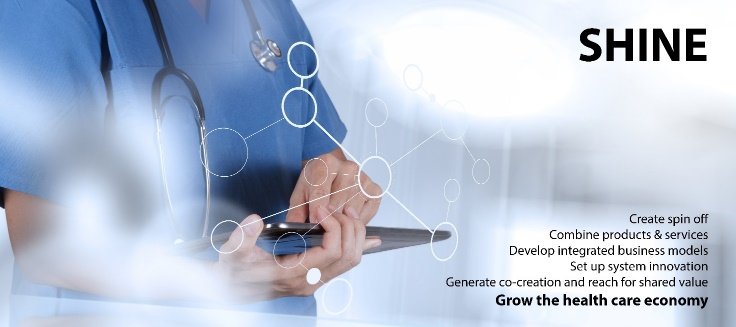 SHINE
Create spin off
Combine products & services
Develop integrated business models
Set up system innovation
Generate co-creation and reach for shared value
Grow the health care economy